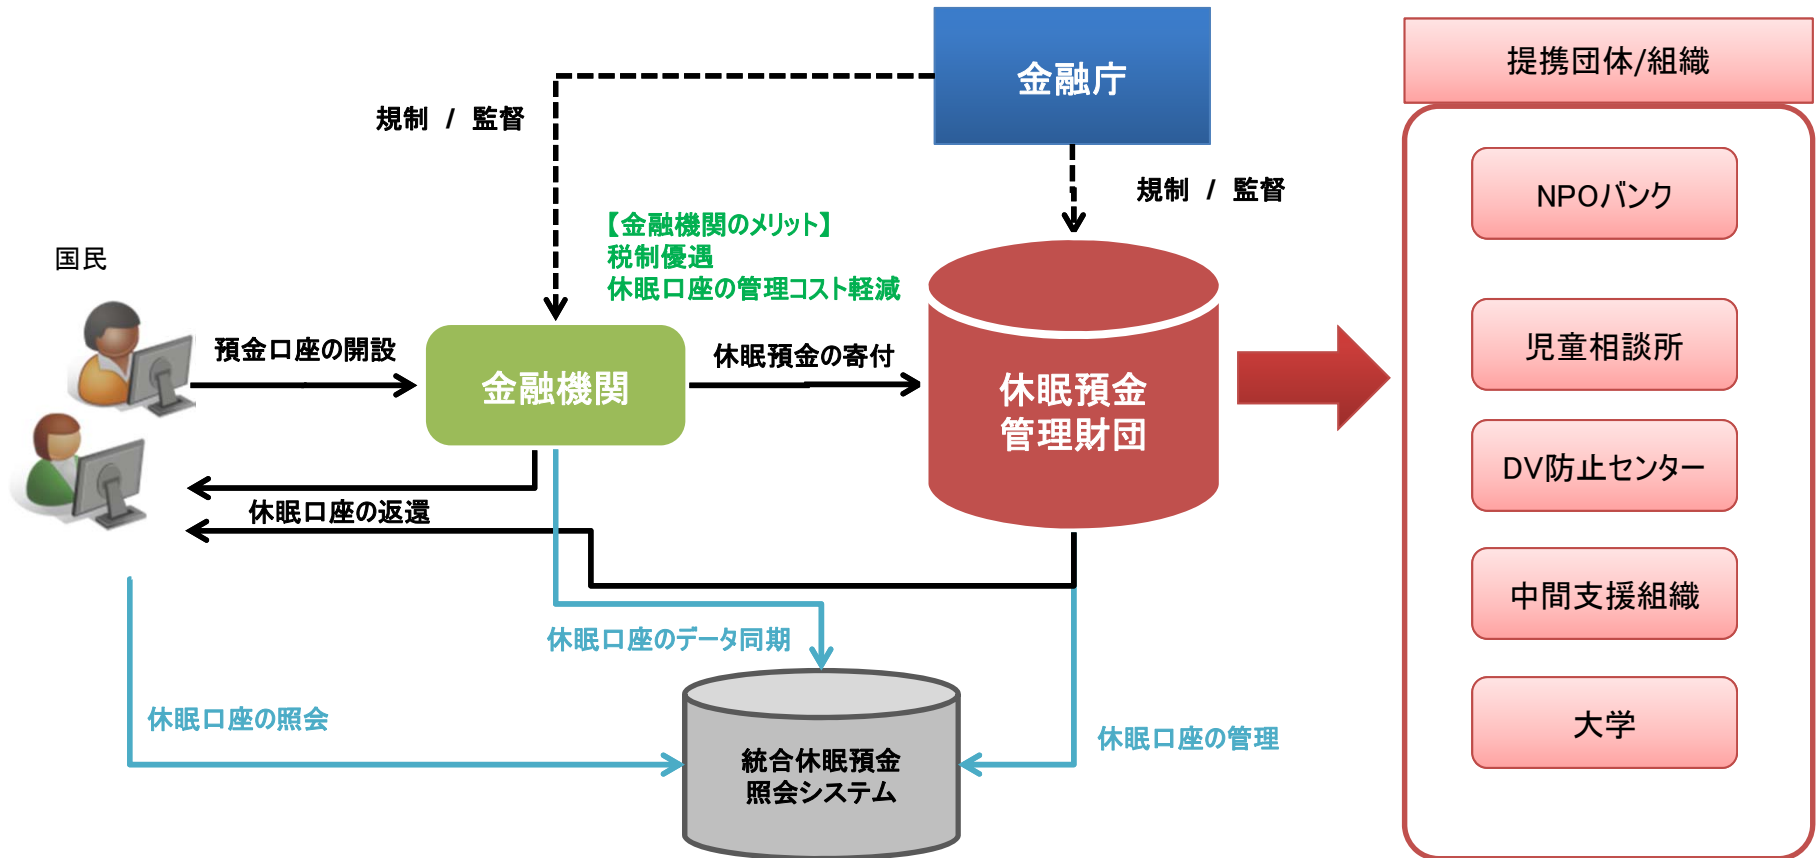 金融庁
提携団体/組織
規制 / 監督
規制 / 監督
NPOバンク
【金融機関のメリット】
税制優遇
休眠口座の管理コスト軽減
国民
預金口座の開設
金融機関
休眠預金の寄付
休眠預金
管理財団
児童相談所
DV防止センター
休眠口座の返還
中間支援組織
休眠口座のデータ同期
休眠口座の照会
休眠口座の管理
大学
統合休眠預金
照会システム